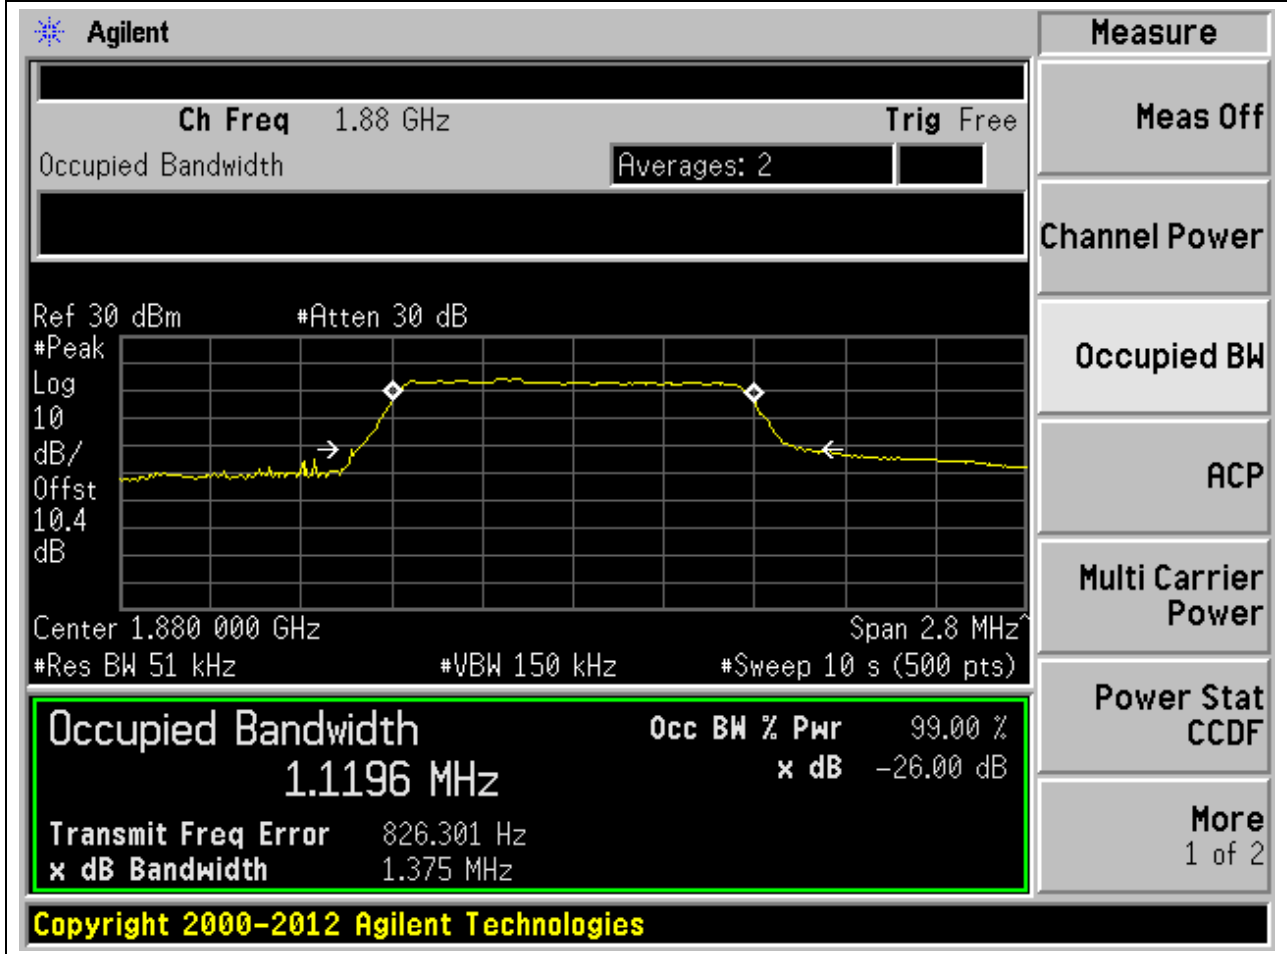 Agilent
Measure
Ch Freq 1.88 GHz Trig Free
Occupied Bandwidth Averages: 2
Meas Off
Channel Power
Occupied BW
ACP
Multi Carrier
Power
Power Stat
CCDF
More
1 of 2
Ref 30 dBm #Atten 30 dB
#Peak
Log
10
dB/
Offst
10.4
dB
Center 1.880 000 GHz Span 2.8 MHz^
#Res BW 51 kHz #VBW 150 kHz #Sweep 10 s (500 pts)
Occupied Bandwidth Occ BW % Pwr 99.00 %
1.1196 MHz x dB -26.00 dB
Transmit Freq Error 826.301 Hz
x dB Bandwidth 1.375 MHz
Copyright 2000-2012 Agilent Technologies